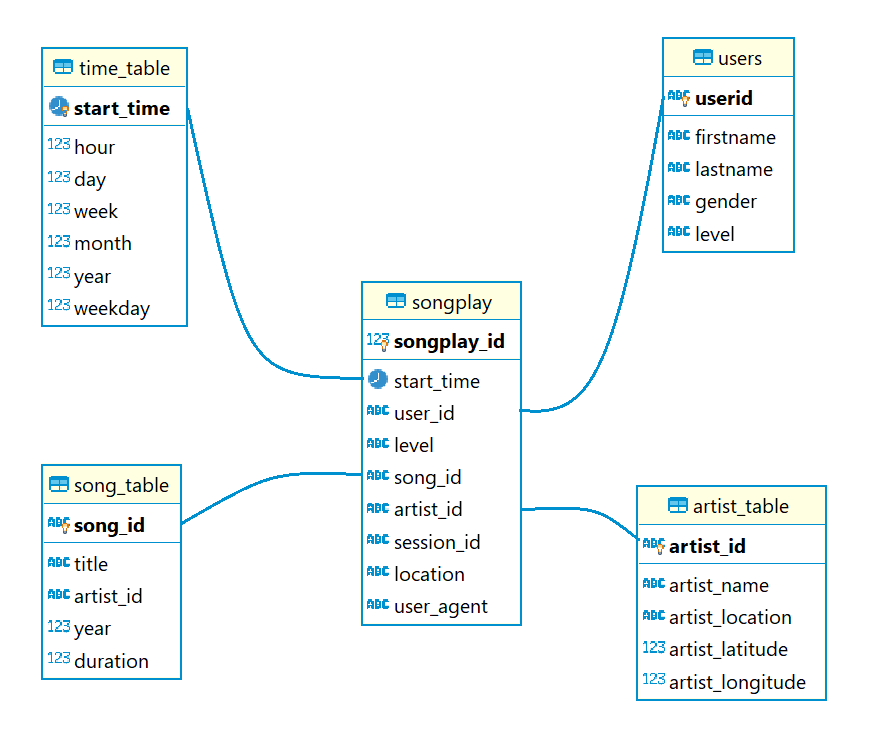 time_table
start_time
123 hour
123 day
123 week
123 month
123 year
123 weekday
users
ABC userid
ABC firstname
ABC lastname
ABC gender
ABC level
songplay
123 songplay_id
start_time
ABC user_id
ABC level
ABC song_id
ABC artist_id
ABC session_id
ABC location
ABC user_agent
song_table
ABC song_id
ABC title
ABC artist_id
123 year
123 duration
artist_table
ABC artist_id
ABC artist_name
ABC artist_location
123 artist_latitude
123 artist_longitude